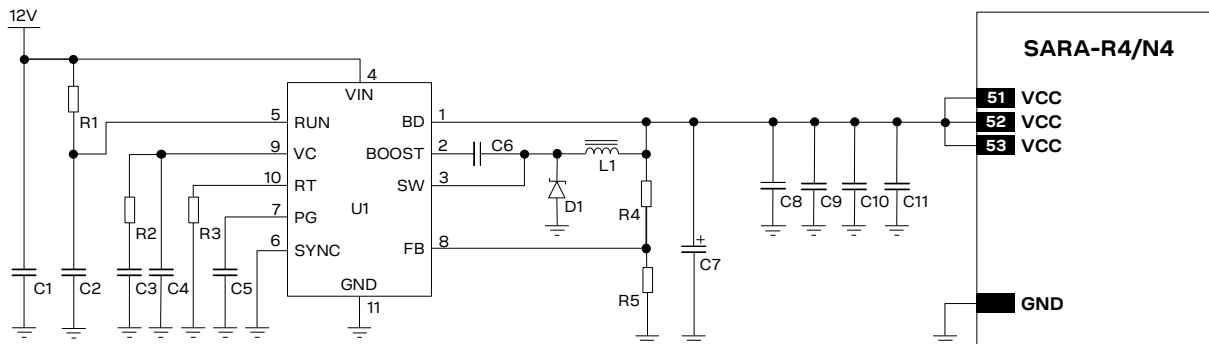 12V
SARA-R4/N4
4
VIN
51 VCC
R1
5 RUN
BD 1
52 VCC
9 VC
BOOST 2
C6
53 VCC
L1
10 RT
SW 3
U1
D1
C8
C9
C10
C11
R2
R3
7 PG
R4
6 SYNC
FB 8
C7
+
C1
C2
C3
C4
C5
GND
R5
11
GND